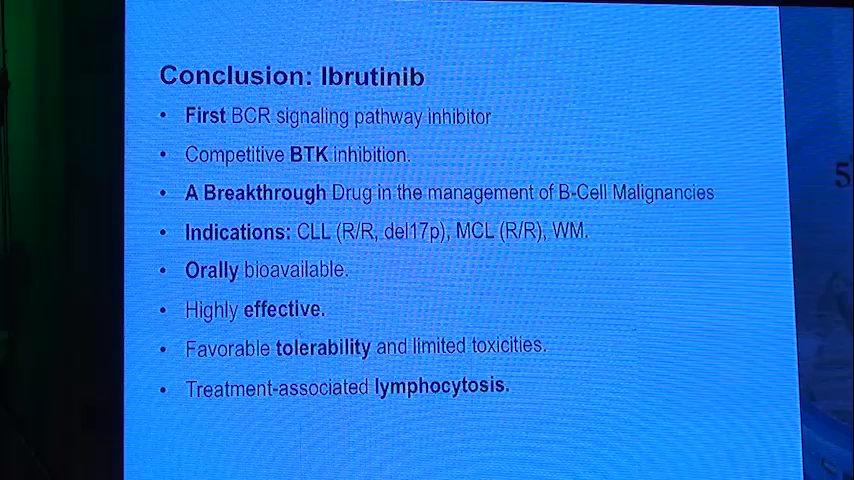 Conclusion: Ibrutinib
• First BCR signaling pathway inhibitor
• Competitive BTK inhibition.
• A Breakthrough Drug in the management of B-Cell Malignancies
• Indications: CLL (R/R, del17p), MCL (R/R), WM.
• Orally bioavailable.
• Highly effective.
• Favorable tolerability and limited toxicities.
• Treatment-associated lymphocytosis.
5